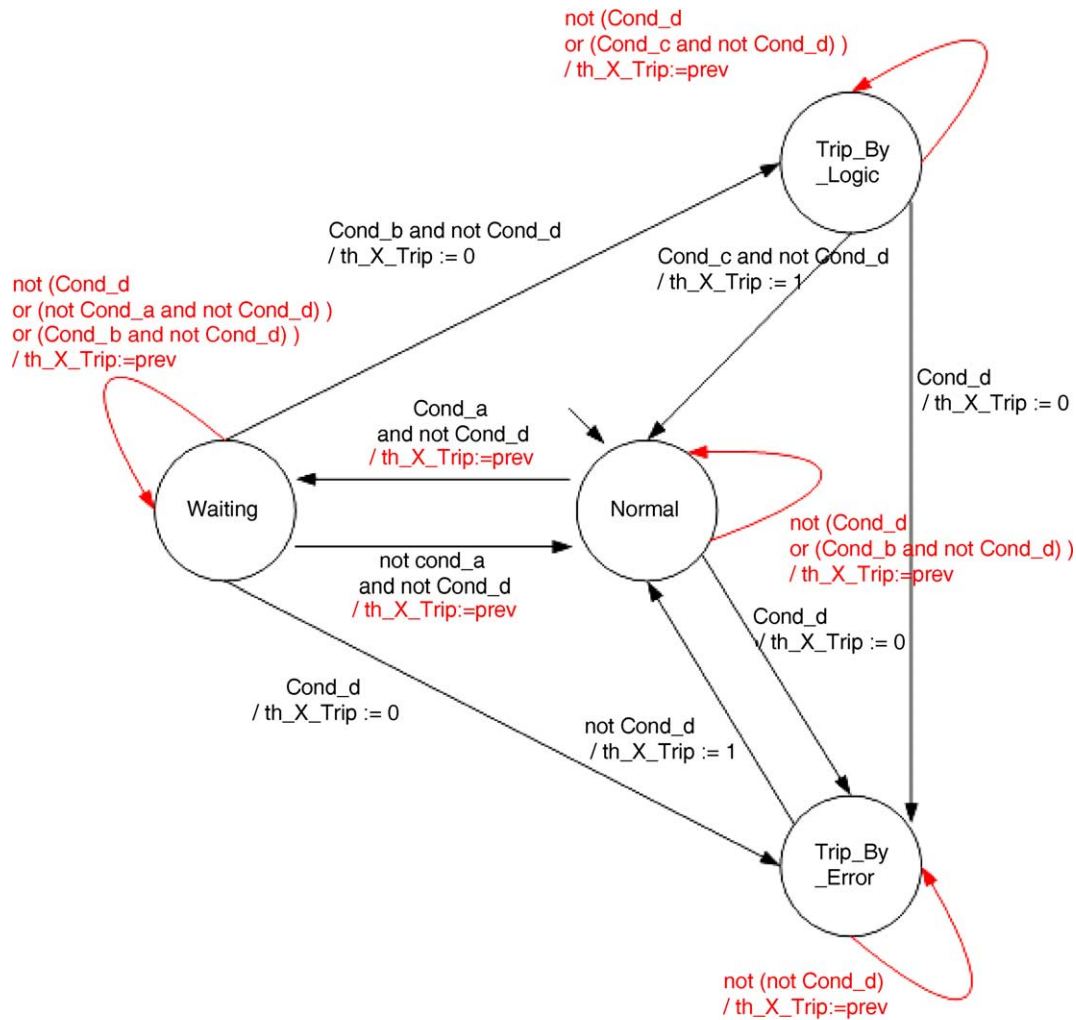 not (Cond_d
or (Cond_c and not Cond_d) )
/ th_X_Trip:=prev
Trip_By
_Logic
Cond_b and not Cond_d
/ th_X_Trip := 0
Cond_c and not Cond_d
/ th_X_Trip := 1
not (Cond_d
or (not Cond_a and not Cond_d) )
or (Cond_b and not Cond_d) )
/ th_X_Trip:=prev
Cond_d
/ th_X_Trip := 0
Cond_a
and not Cond_d
/ th_X_Trip:=prev
Waiting
Normal
not (Cond_d
or (Cond_b and not Cond_d) )
/ th_X_Trip:=prev
not cond_a
and not Cond_d
/ th_X_Trip:=prev
Cond_d
/ th_X_Trip := 0
Cond_d
/ th_X_Trip := 0
not Cond_d
/ th_X_Trip := 1
Trip_By
_Error
not (not Cond_d)
/ th_X_Trip:=prev